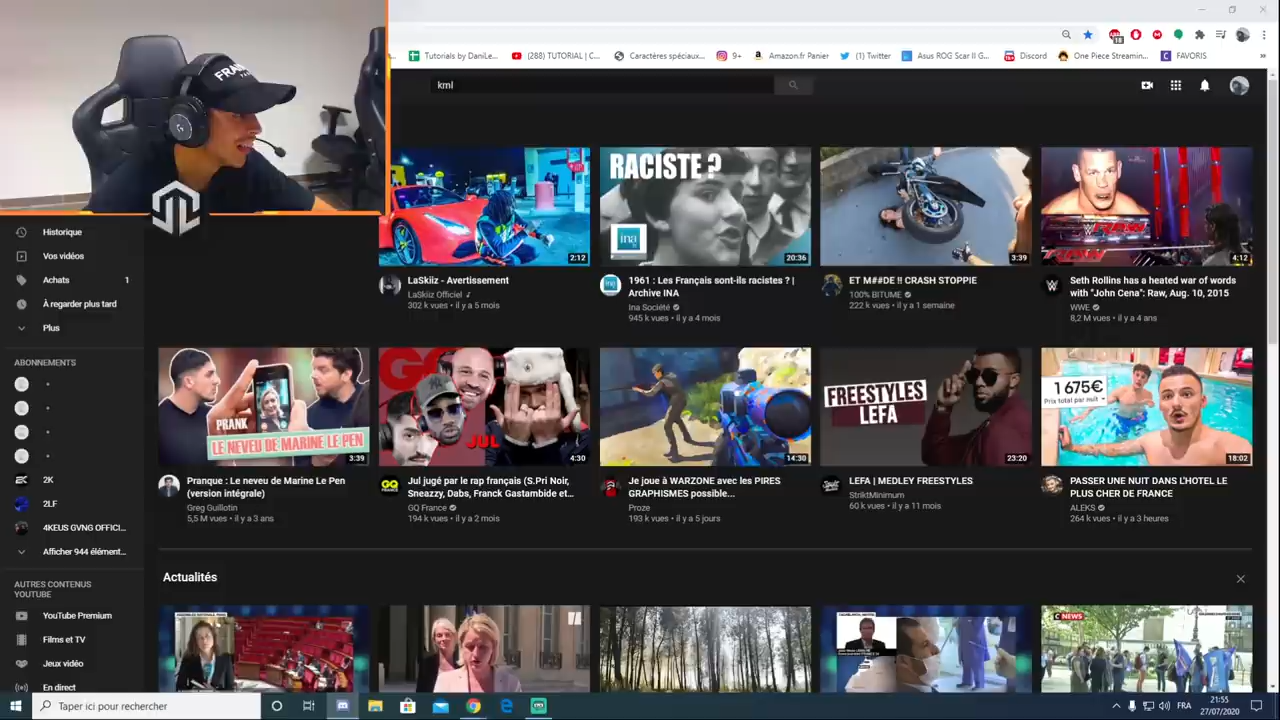 Tutorials by DaniLe...
(288) TUTORIAL | C...
Caractères spéciaux...
9+
Amazon.fr Panier
(1) Twitter
Asus ROG Scar II G...
Discord
One Piece Streamin...
FAVORIS
»
kml
RACISTE ?
ina
2:12
20:36
3:39
4:12
LaSkiiz - Avertissement
LaSkiiz Officiel
302 k vues • il y a 5 mois
1961 : Les Français sont-ils racistes ? |
Archive INA
Ina Société
945 k vues • il y a 4 mois
ET M##DE !! CRASH STOPPIE
100% BITUME
222 k vues • il y a 1 semaine
Seth Rollins has a heated war of words
with "John Cena": Raw, Aug. 10, 2015
WWE
8,2 M vues • il y a 4 ans
Historique
Vos vidéos
Achats 1
À regarder plus tard
Plus
ABONNEMENTS
2K
2LF
4KEUS GVNG OFFICI...
Afficher 944 élément...
AUTRES CONTENUS
YOUTUBE
YouTube Premium
Films et TV
Jeux vidéo
En direct
PRANK
LE NEVEU DE MARINE LE PEN
3:39
GQ
JUL
4:30
14:30
FREESTYLES
LEFA
23:20
1 675€
Prix total par nuit
18:02
Pranque : Le neveu de Marine Le Pen
(version intégrale)
Greg Guillotin
5,5 M vues • il y a 3 ans
Jul jugé par le rap français (S.Pri Noir,
Sneazzy, Dabs, Franck Gastambide et...
GQ France
194 k vues • il y a 2 mois
Je joue à WARZONE avec les PIRES
GRAPHISMES possible...
Proze
193 k vues • il y a 5 jours
LEFA | MEDLEY FREESTYLES
StriktMinimum
60 k vues • il y a 11 mois
PASSER UNE NUIT DANS L'HOTEL LE
PLUS CHER DE FRANCE
ALEKS
264 k vues • il y a 3 heures
Actualités
CNEWS
Taper ici pour rechercher
FRA
21:55
27/07/2020